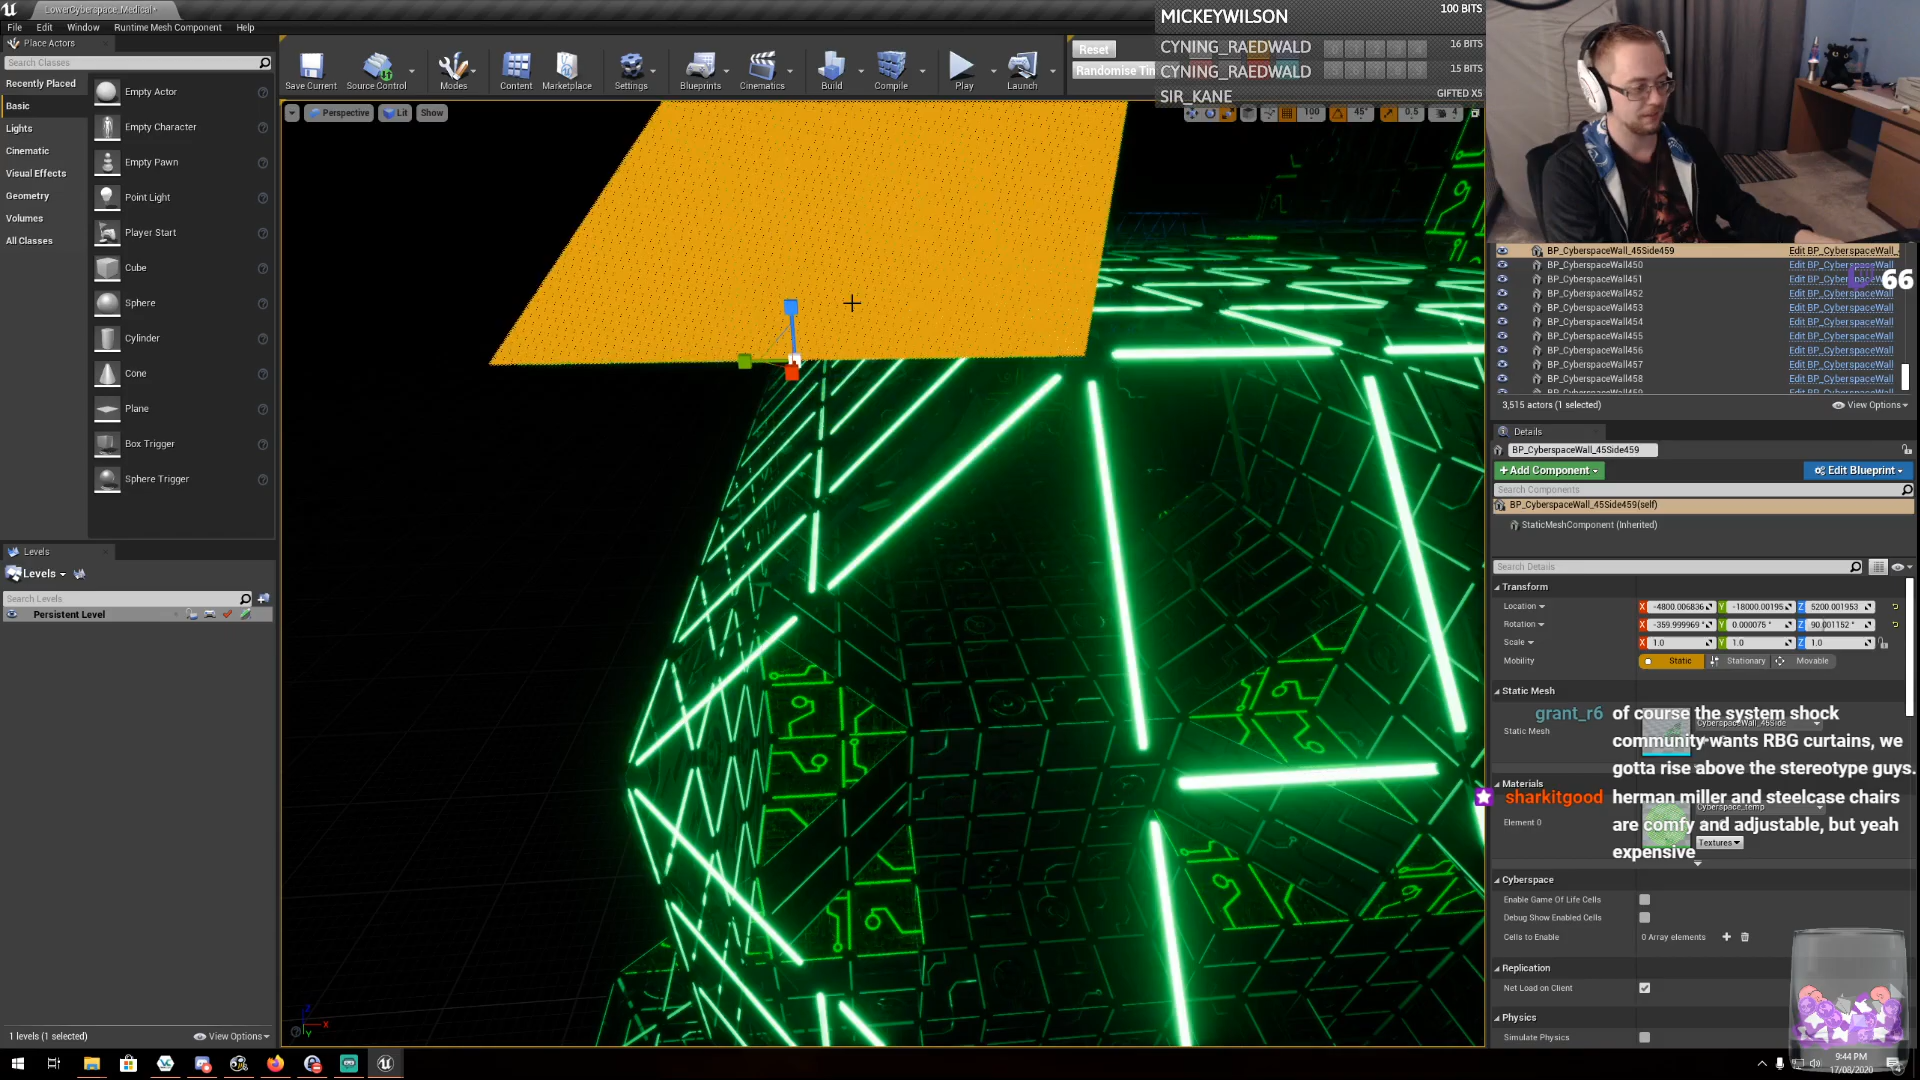 LowerCyberspace_Medical*
File Edit Window Runtime Mesh Component Help
Place Actors
Search Classes
Recently Placed
Basic
Lights
Cinematic
Visual Effects
Geometry
Volumes
All Classes
Empty Actor
Empty Character
Empty Pawn
Point Light
Player Start
Cube
Sphere
Cylinder
Cone
Plane
Box Trigger
Sphere Trigger
Levels
Levels
Search Levels
Persistent Level
1 levels (1 selected)
View Options
Save Current
Source Control
Modes
Content
Marketplace
Settings
Blueprints
Cinematics
Build
Compile
Play
Launch
Reset
Randomise Tin
MICKEYWILSON 100 BITS
CYNING_RAEDWALD 16 BITS
CYNING_RAEDWALD 15 BITS
SIR_KANE GIFTED X5
Perspective
Lit
Show
100
45°
0.5
4
BP_CyberspaceWall_45Side459 Edit BP_CyberspaceWall_
BP_CyberspaceWall450 Edit BP_CyberspaceWall
BP_CyberspaceWall451 Edit BP_CyberspaceWall
BP_CyberspaceWall452 Edit BP_CyberspaceWall
BP_CyberspaceWall453 Edit BP_CyberspaceWall
BP_CyberspaceWall454 Edit BP_CyberspaceWall
BP_CyberspaceWall455 Edit BP_CyberspaceWall
BP_CyberspaceWall456 Edit BP_CyberspaceWall
BP_CyberspaceWall457 Edit BP_CyberspaceWall
BP_CyberspaceWall458 Edit BP_CyberspaceWall
66
3,515 actors (1 selected)
View Options
Details
BP_CyberspaceWall_45Side459
+Add Component
Edit Blueprint
Search Components
BP_CyberspaceWall_45Side459(self)
StaticMeshComponent (Inherited)
Search Details
Transform
Location X -4800.006836 Y -18000.00195 Z 5200.001953
Rotation X -359.999969 ° Y 0.000075 ° Z 90.001152 °
Scale X 1.0 Y 1.0 Z 1.0
Mobility Static Stationary Movable
Static Mesh
Static Mesh
CyberspaceWall_45Side
grant_r6 of course the system shock
community wants RBG curtains, we
gotta rise above the stereotype guys.
Materials
Cyberspace_temp
Element 0
Textures
sharkitgood herman miller and steelcase chairs
are comfy and adjustable, but yeah
expensive
Cyberspace
Enable Game Of Life Cells
Debug Show Enabled Cells
Cells to Enable 0 Array elements
Replication
Net Load on Client
Physics
Simulate Physics
9:44 PM
17/08/2020